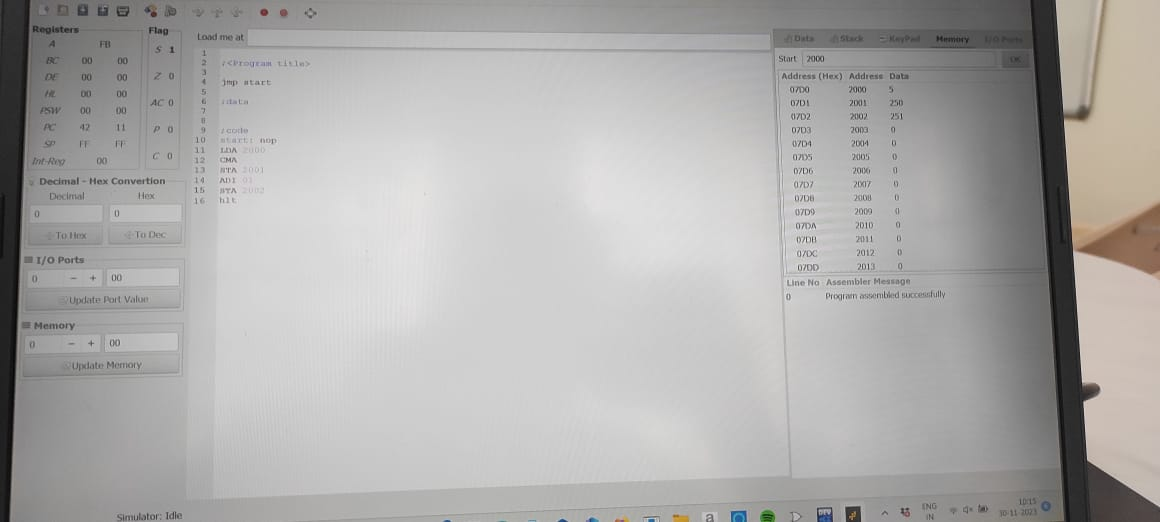 Registers
A FB
BC 00 00
DE 00 00
HL 00 00
PSW 00 00
PC 42 11
SP FF FF
Int-Reg 00
Flag
S 1
Z 0
AC 0
P 0
C 0
Decimal - Hex Convertion
Decimal Hex
0 0
To Hex To Dec
I/O Ports
0 - + 00
Update Port Value
Memory
0 - + 00
Update Memory
Simulator: Idle
Load me at
1
2 ;<Program title>
3
4 jmp start
5
6 ;data
7
8
9 ;code
10 start: nop
11 LDA 2000
12 CMA
13 STA 2001
14 ADI 01
15 STA 2002
16 hlt
Data Stack KeyPad Memory I/O Ports
Start 2000 OK
Address (Hex) Address Data
07D0 2000 5
07D1 2001 250
07D2 2002 251
07D3 2003 0
07D4 2004 0
07D5 2005 0
07D6 2006 0
07D7 2007 0
07D8 2008 0
07D9 2009 0
07DA 2010 0
07DB 2011 0
07DC 2012 0
07DD 2013 0
Line No Assembler Message
0 Program assembled successfully
a
DEV
ENG
IN
10:15
30-11-2023